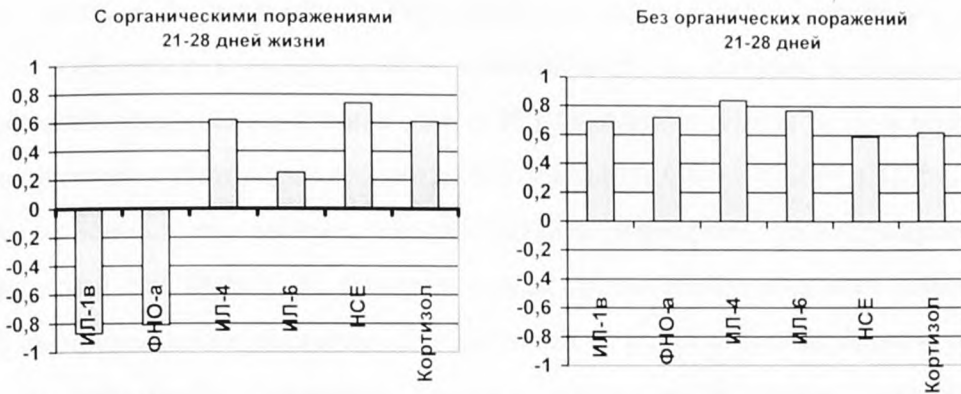 С органическими поражениями
21-28 дней жизни
1
0,8
0,6
0,4
0,2
0
-0,2
-0,4
-0,6
-0,8
-1
ИЛ-1в
ФНО-а
ИЛ-4
ИЛ-6
НСЕ
Кортизол
Без органических поражений
21-28 дней
1
0,8
0,6
0,4
0,2
0
-0,2
-0,4
-0,6
-0,8
-1
ИЛ-1в
ФНО-а
ИЛ-4
ИЛ-6
НСЕ
Кортизол